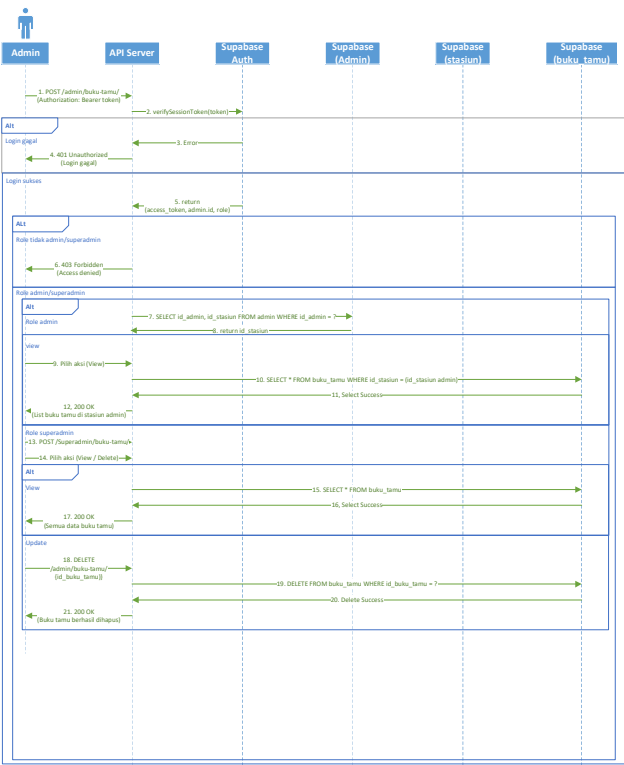 Admin
API Server
Supabase
Auth
Supabase
(Admin)
Supabase
(stasiun)
Supabase
(buku_tamu)
1. POST /admin/buku-tamu/
(Authorization: Bearer token)
2. verifySessionToken(token)
Alt
Login gagal
3. Error
4. 401 Unauthorized
(Login gagal)
Login sukses
5. return
(access_token, admin.id, role)
ALt
Role tidak admin/superadmin
6. 403 Forbidden
(Access denied)
Role admin/superadmin
Alt
Role admin
7. SELECT id_admin, id_stasiun FROM admin WHERE id_admin = ?
8. return id_stasiun
view
9. Pilih aksi (View)
10. SELECT * FROM buku_tamu WHERE id_stasiun = (id_stasiun admin)
11, Select Success
12, 200 OK
(List buku tamu di stasiun admin)
Role superadmin
13. POST /Superadmin/buku-tamu/
14. Pilih aksi (View / Delete)
Alt
View
15. SELECT * FROM buku_tamu
16, Select Success
17. 200 OK
(Semua data buku tamu)
Update
18. DELETE
/admin/buku-tamu/
{id_buku_tamu}}
19. DELETE FROM buku_tamu WHERE id_buku_tamu = ?
20. Delete Success
21. 200 OK
(Buku tamu berhasil dihapus)